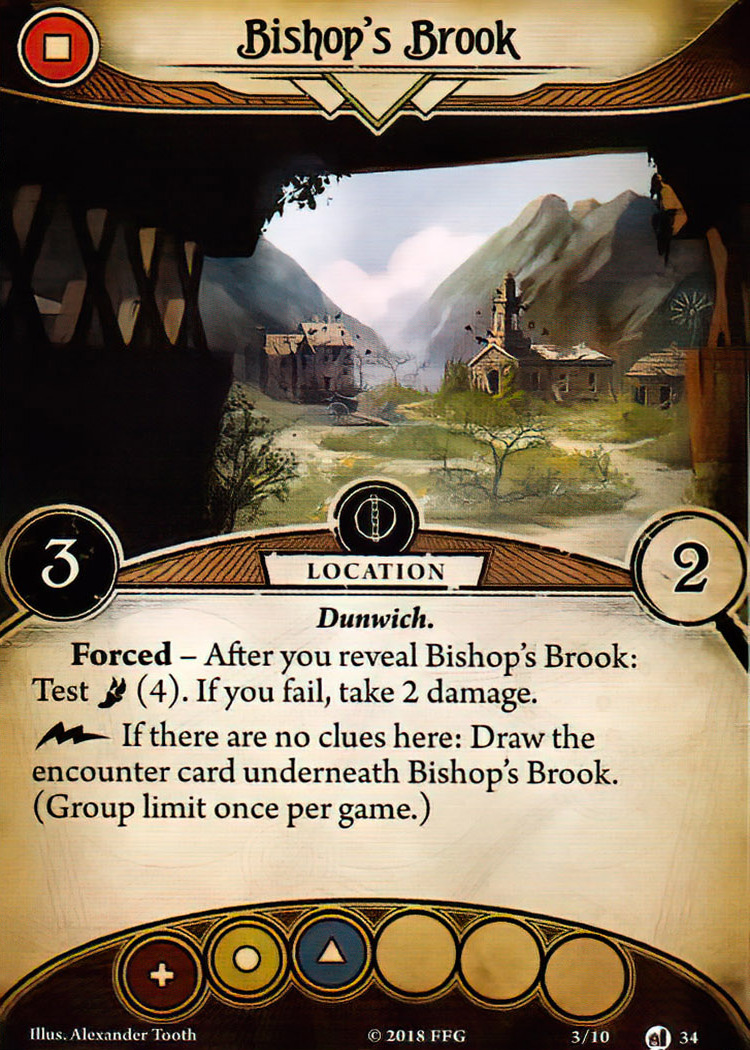 Bishop's Brook
3
2
LOCATION
Dunwich.
Forced – After you reveal Bishop's Brook:
Test (4). If you fail, take 2 damage.
If there are no clues here: Draw the
encounter card underneath Bishop's Brook.
(Group limit once per game.)
Illus. Alexander Tooth © 2018 FFG 3/10 34